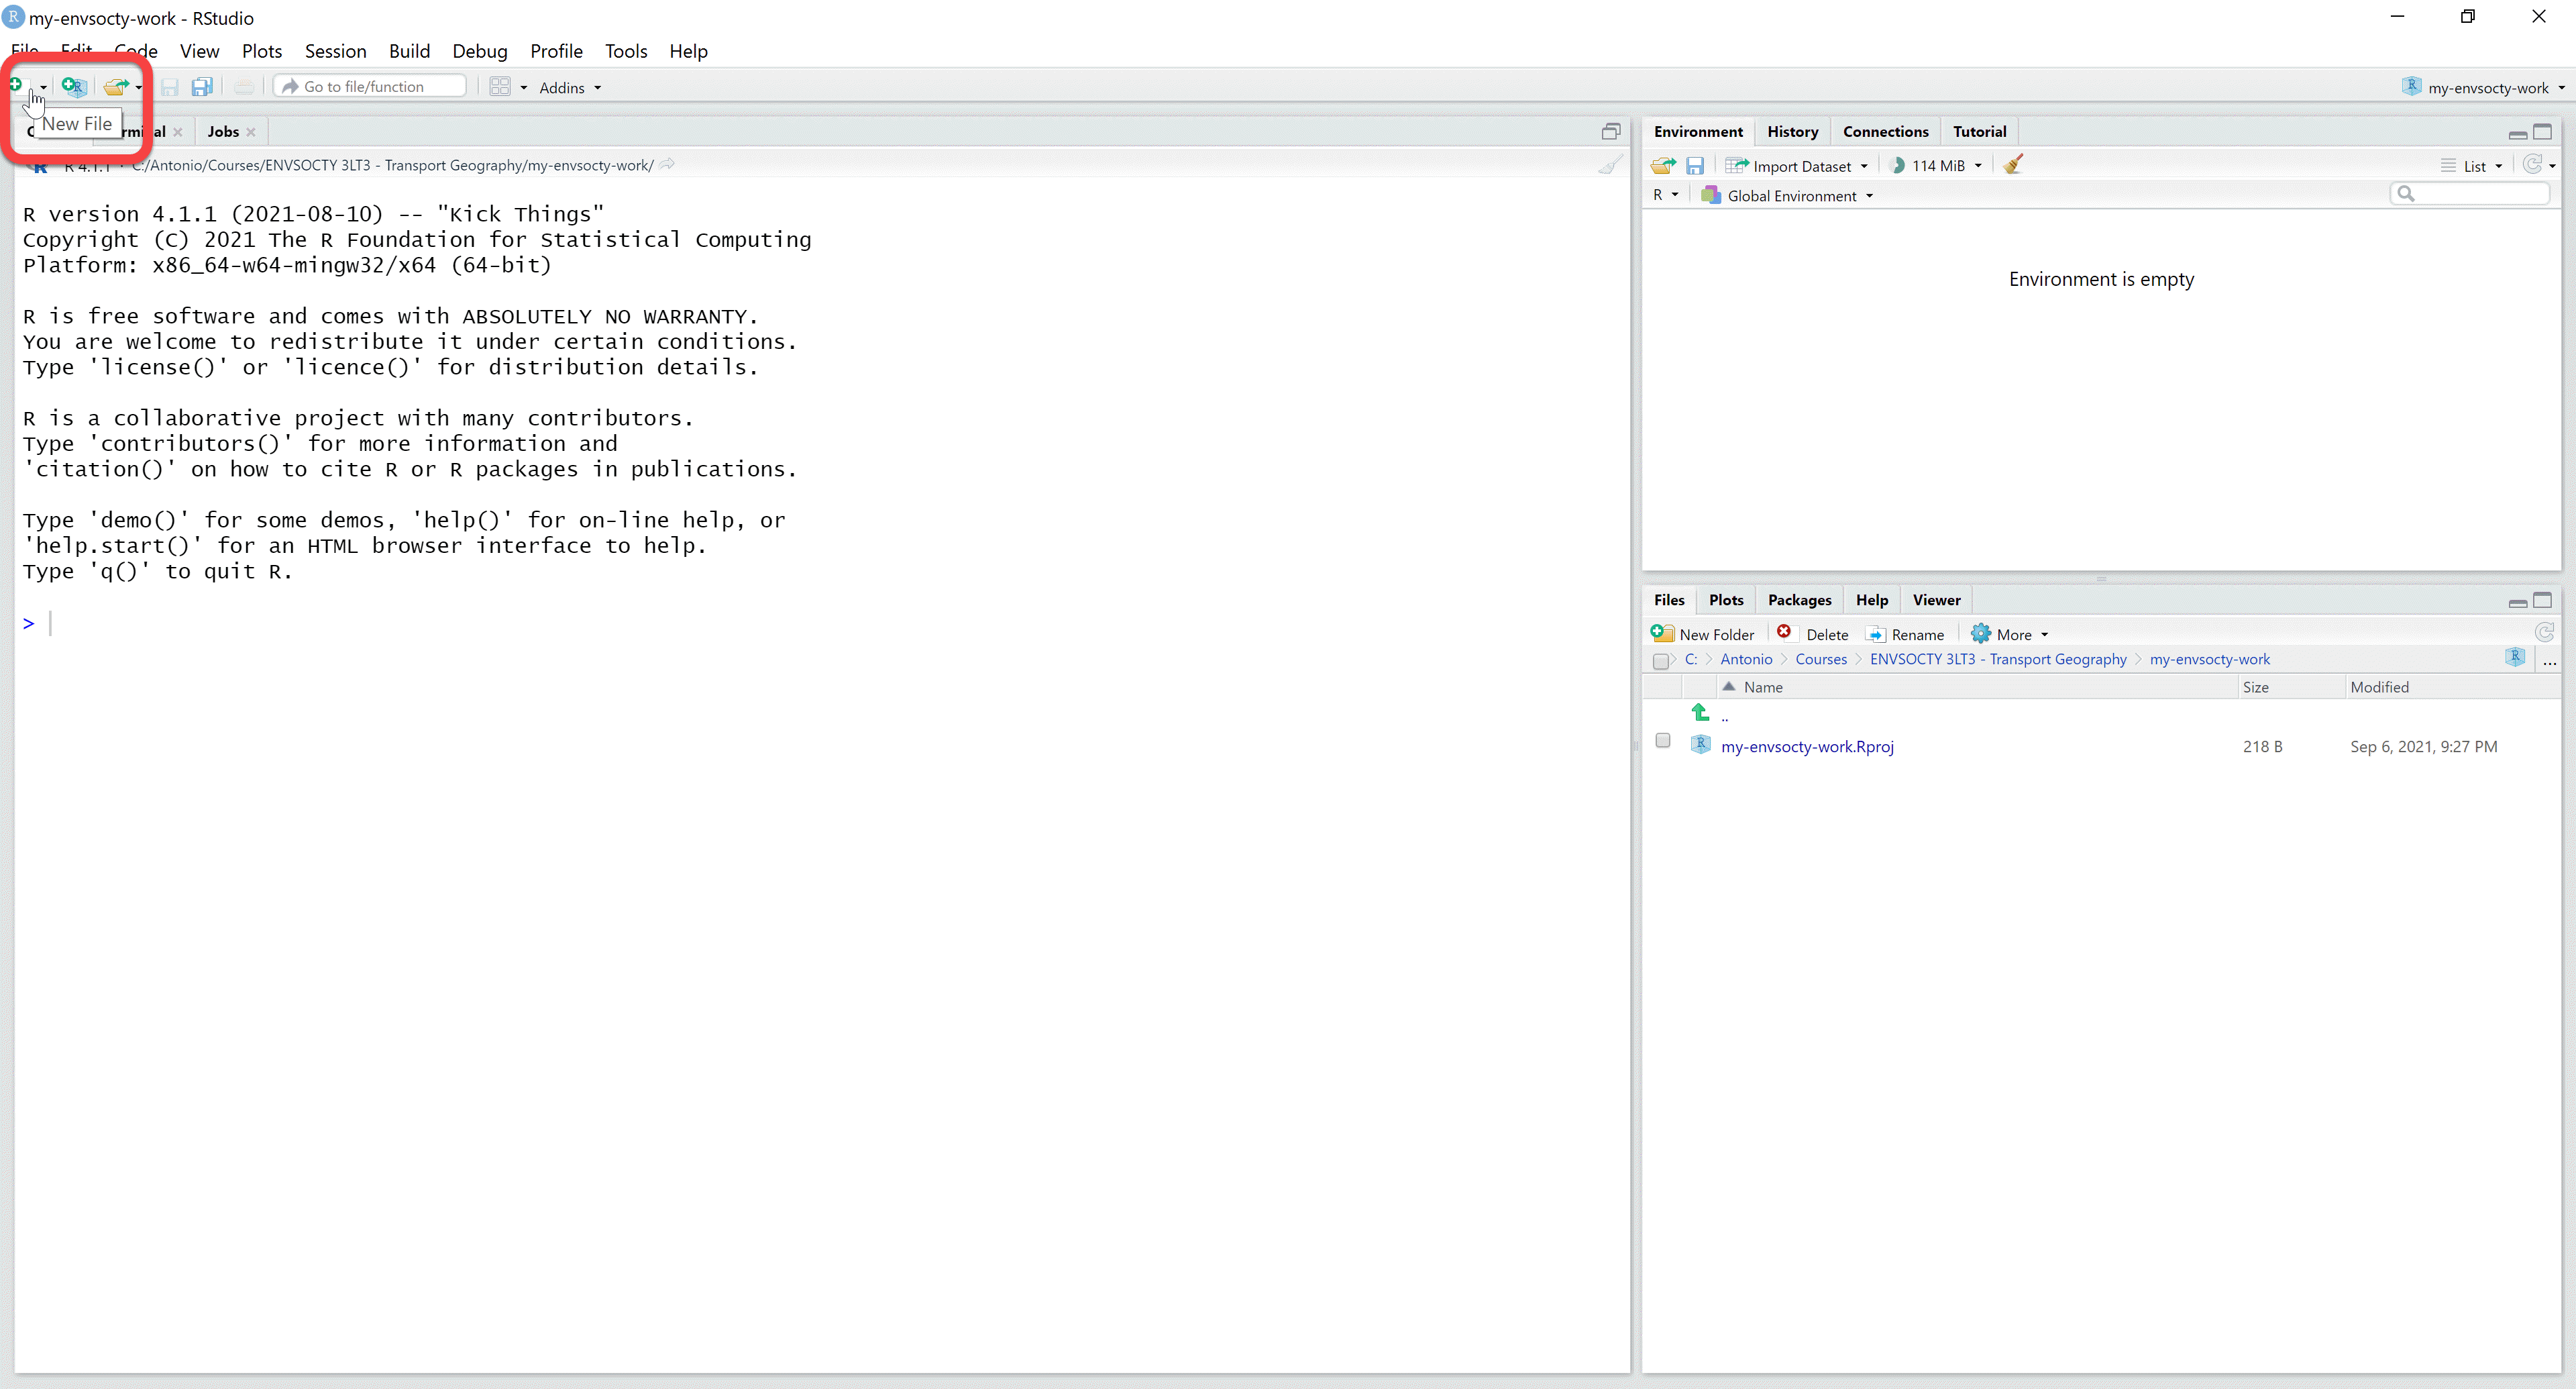 my-envsocty-work - RStudio
File Edit Code View Plots Session Build Debug Profile Tools Help
Go to file/function Addins my-envsocty-work
New File
Jobs
R 4.1.1 · C:/Antonio/Courses/ENVSOCTY 3LT3 - Transport Geography/my-envsocty-work/
R version 4.1.1 (2021-08-10) -- "Kick Things"
Copyright (C) 2021 The R Foundation for Statistical Computing
Platform: x86_64-w64-mingw32/x64 (64-bit)
R is free software and comes with ABSOLUTELY NO WARRANTY.
You are welcome to redistribute it under certain conditions.
Type 'license()' or 'licence()' for distribution details.
R is a collaborative project with many contributors.
Type 'contributors()' for more information and
'citation()' on how to cite R or R packages in publications.
Type 'demo()' for some demos, 'help()' for on-line help, or
'help.start()' for an HTML browser interface to help.
Type 'q()' to quit R.
>
Environment History Connections Tutorial
Import Dataset 114 MiB List
R Global Environment
Environment is empty
Files Plots Packages Help Viewer
New Folder Delete Rename More
C: Antonio Courses ENVSOCTY 3LT3 - Transport Geography my-envsocty-work ...
Name Size Modified
..
my-envsocty-work.Rproj 218 B Sep 6, 2021, 9:27 PM